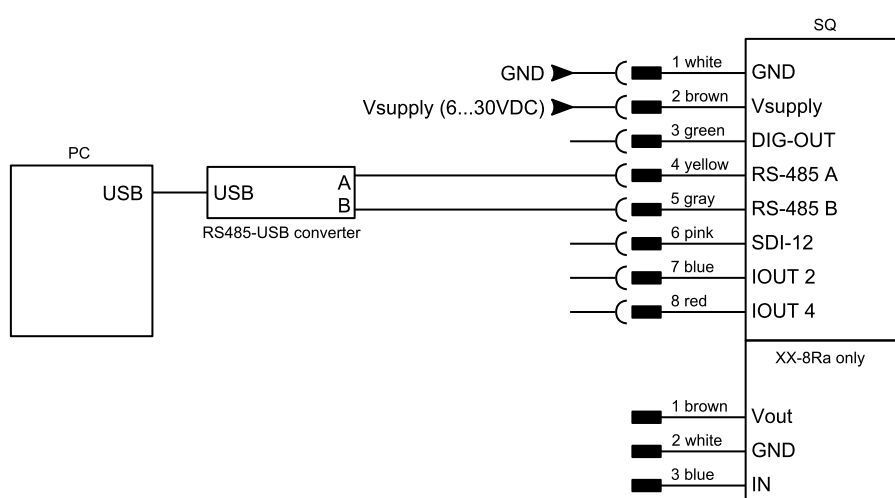 SQ
GND
1 white
GND
Vsupply (6...30VDC)
2 brown
Vsupply
3 green
DIG-OUT
PC
USB
USB
A
B
RS485-USB converter
4 yellow
RS-485 A
5 gray
RS-485 B
6 pink
SDI-12
7 blue
IOUT 2
8 red
IOUT 4
XX-8Ra only
1 brown
Vout
2 white
GND
3 blue
IN